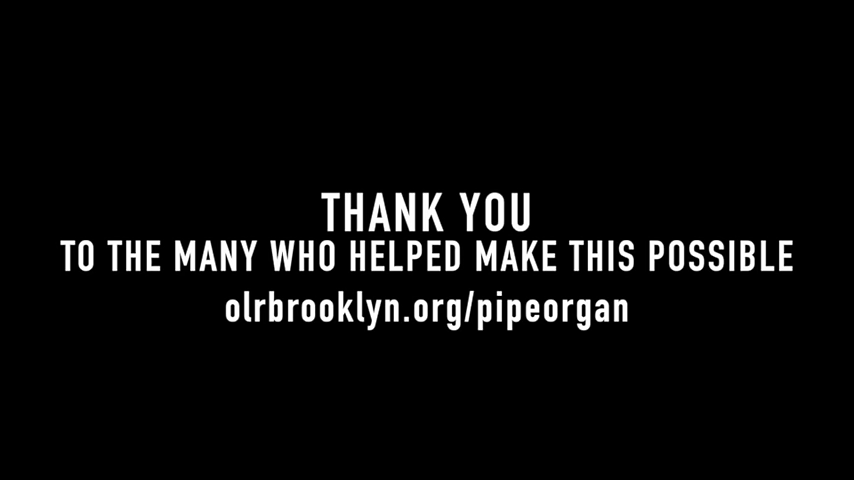 THANK YOU
TO THE MANY WHO HELPED MAKE THIS POSSIBLE
olrbrooklyn.org/pipeorgan